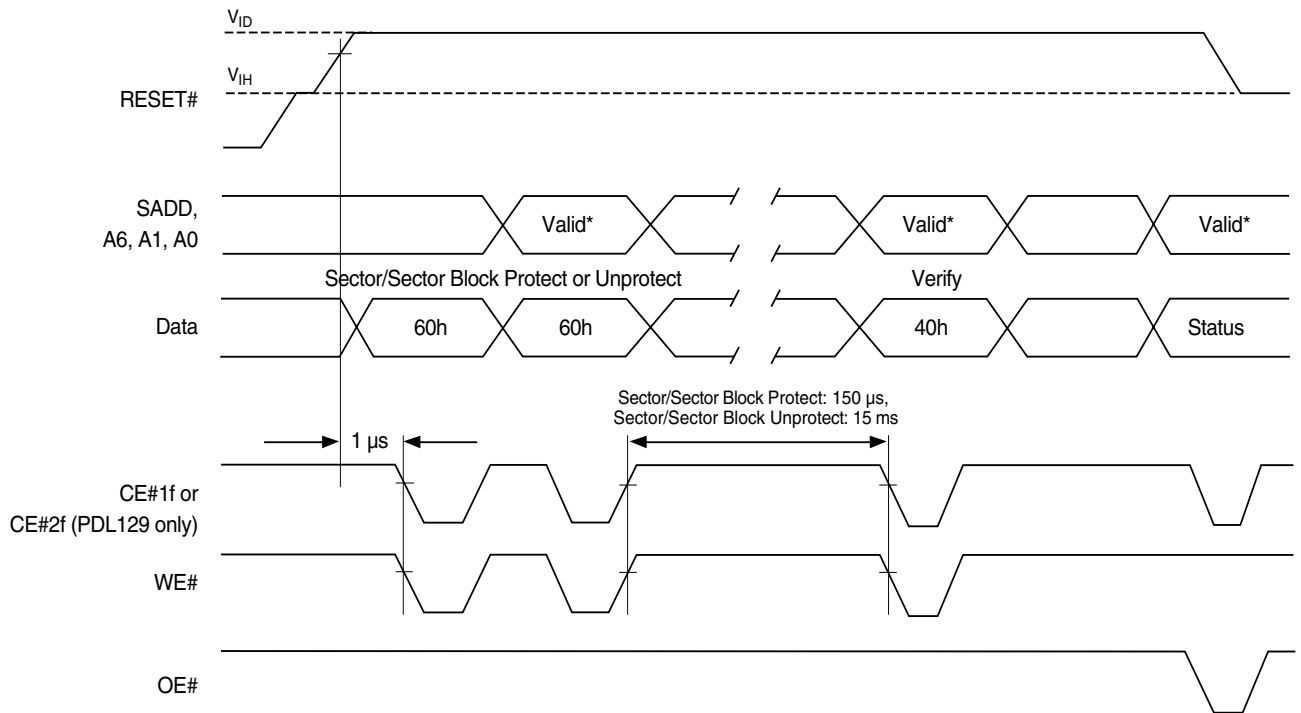 VID
VIH
RESET#
SADD,
A6, A1, A0
Valid*
Valid*
Valid*
Sector/Sector Block Protect or Unprotect
Verify
Data
60h
60h
40h
Status
Sector/Sector Block Protect: 150 µs,
Sector/Sector Block Unprotect: 15 ms
1 µs
CE#1f or
CE#2f (PDL129 only)
WE#
OE#